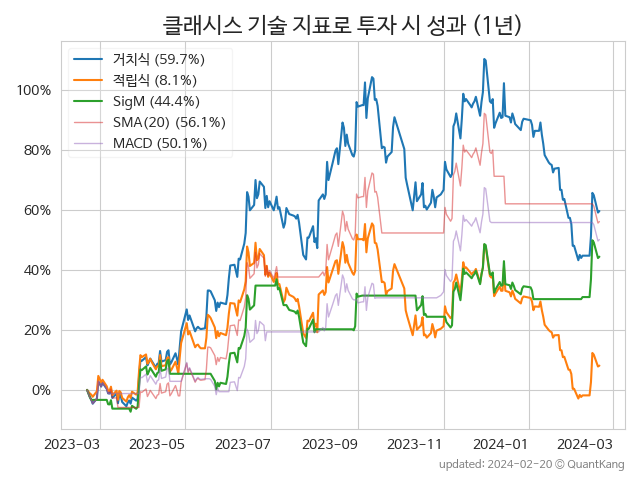 클래시스 기술 지표로 투자 시 성과 (1년)
거치식 (59.7%)
적립식 (8.1%)
SigM (44.4%)
SMA(20) (56.1%)
MACD (50.1%)
100%
80%
60%
40%
20%
0%
2023-03 2023-05 2023-07 2023-09 2023-11 2024-01 2024-03
updated: 2024-02-20 ⓒ QuantKang